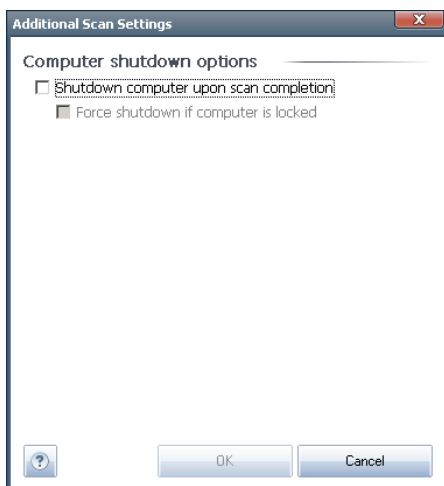 Additional Scan Settings
Computer shutdown options
Shutdown computer upon scan completion
Force shutdown if computer is locked
?
OK
Cancel